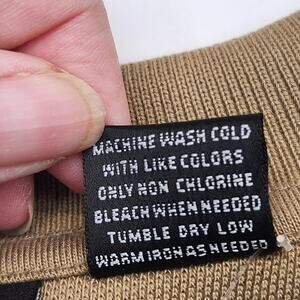 MACHINE WASH COLD
WITH LIKE COLORS
ONLY NON CHLORINE
BLEACH WHEN NEEDED
TUMBLE DRY LOW
WARM IRON AS NEEDED